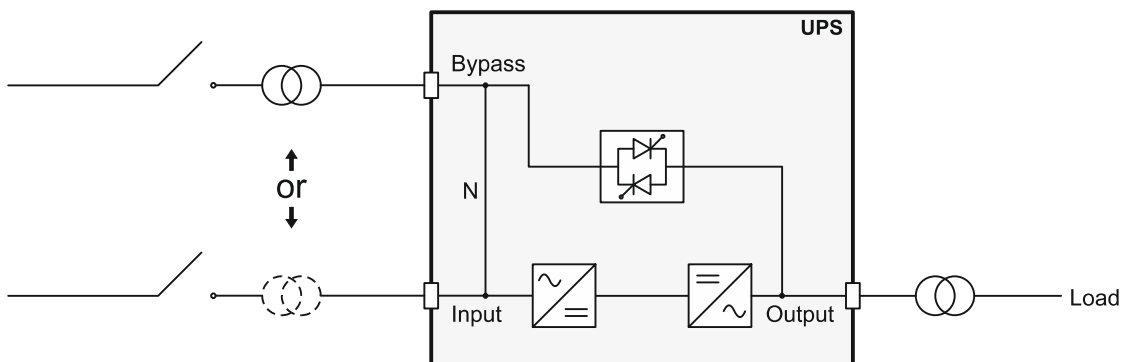 UPS
Bypass
or
N
Input
Output
Load